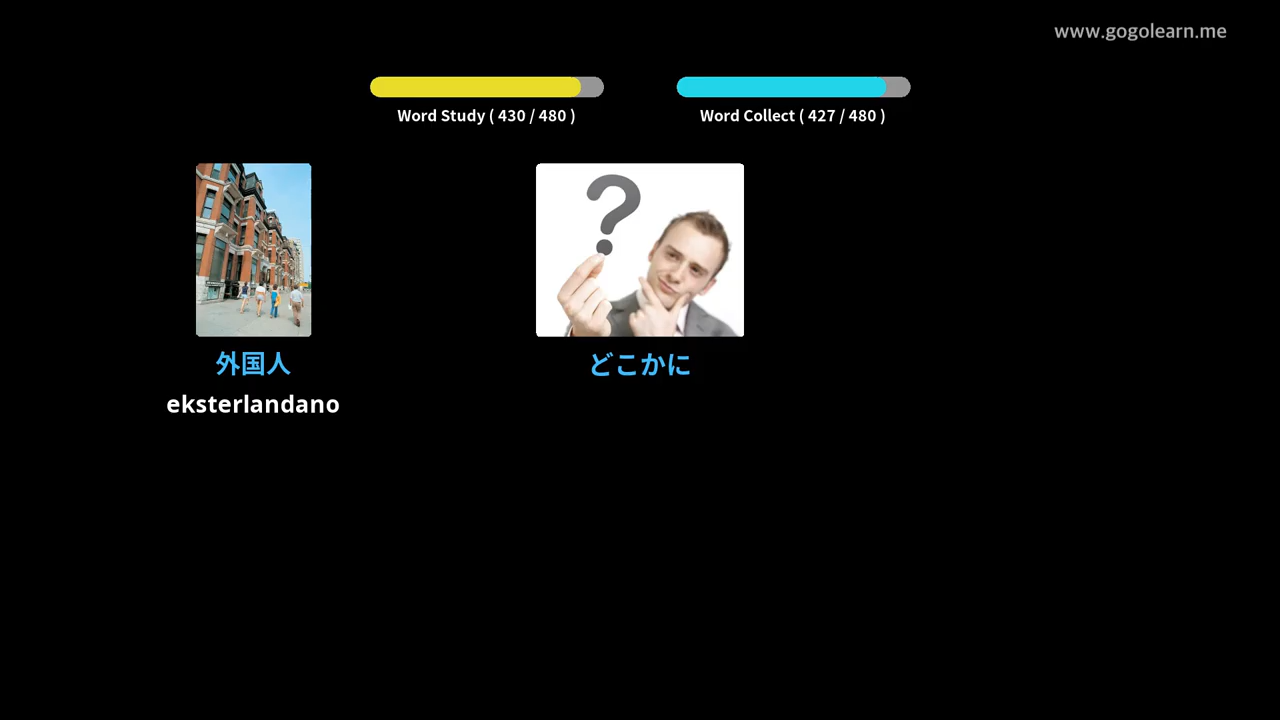 www.gogolearn.me
Word Study ( 430 / 480 )
Word Collect ( 427 / 480 )
外国人
どこかに
eksterlandano